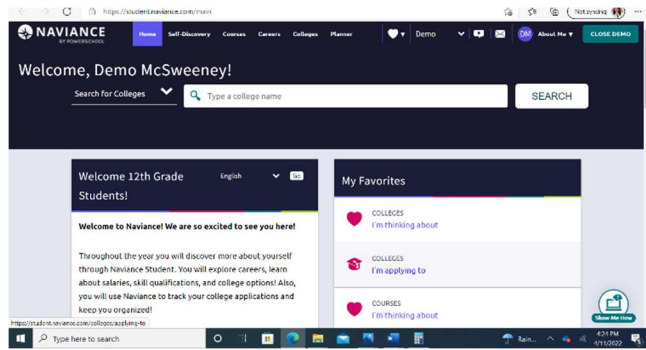 https://student.naviance.com/main
Not syncing
NAVIANCE
BY POWERSCHOOL
Home Self-Discovery Courses Careers Colleges Planner
Demo
DM About Me
CLOSE DEMO
Welcome, Demo McSweeney!
Search for Colleges
Type a college name
SEARCH
Welcome 12th Grade
Students!
English
Go
Welcome to Naviance! We are so excited to see you here!
Throughout the year you will discover more about yourself
through Naviance Student. You will explore careers, learn
about salaries, skill qualifications, and college options! Also,
you will use Naviance to track your college applications and
keep you organized!
My Favorites
COLLEGES
I'm thinking about
COLLEGES
I'm applying to
COURSES
I'm thinking about
Show Me How
https://student.naviance.com/colleges/applying-to
Type here to search
Rain...
4:24 PM
4/11/2022